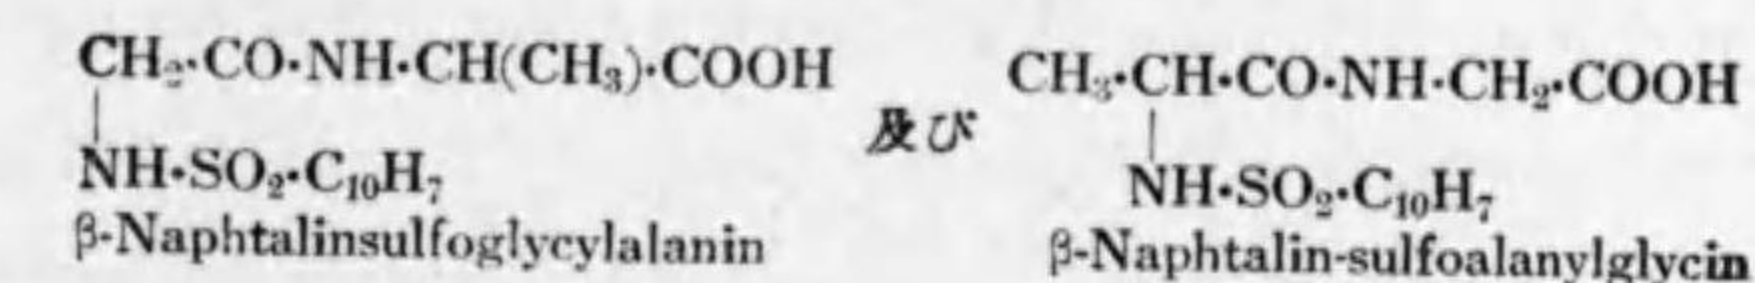 CH₂·CO·NH·CH(CH₃)·COOH
|
NH·SO₂·C₁₀H₇
β-Naphtalinsulfoglycylalanin
及び
CH₃·CH·CO·NH·CH₂·COOH
|
NH·SO₂·C₁₀H₇
β-Naphtalin-sulfoalanylglycin